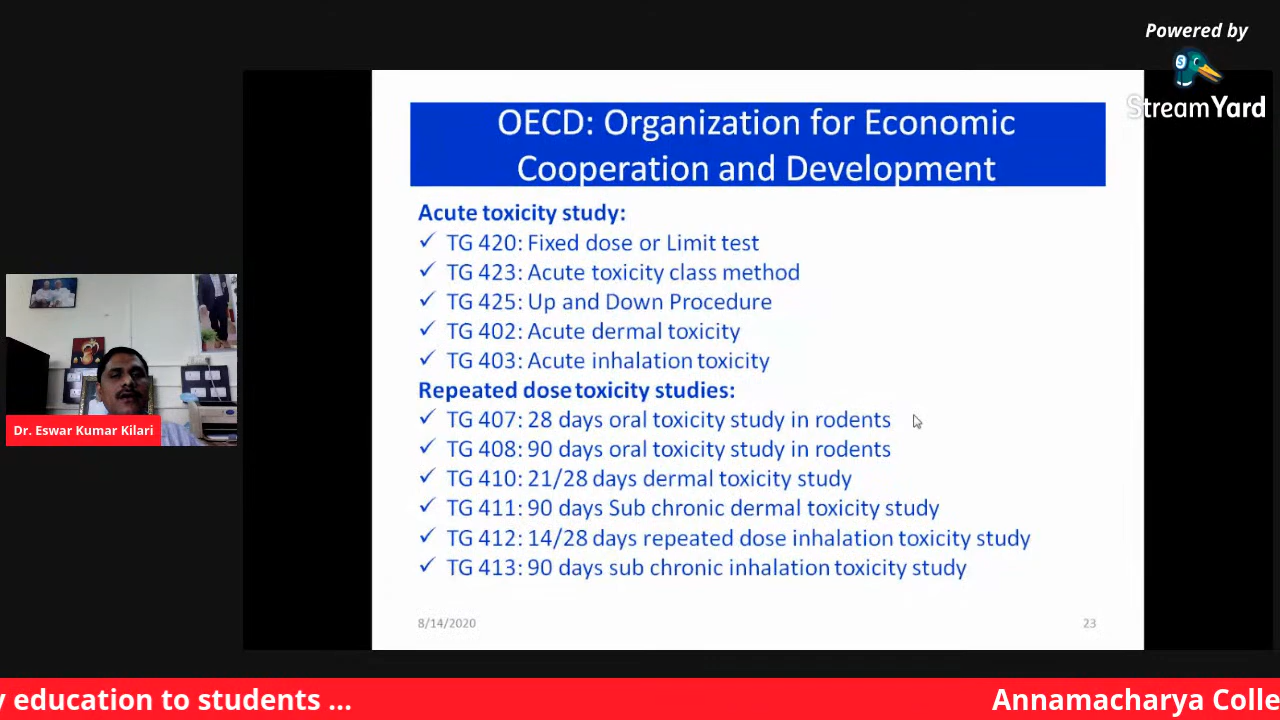 Powered by
StreamYard
OECD: Organization for Economic
Cooperation and Development
Acute toxicity study:
✓ TG 420: Fixed dose or Limit test
✓ TG 423: Acute toxicity class method
✓ TG 425: Up and Down Procedure
✓ TG 402: Acute dermal toxicity
✓ TG 403: Acute inhalation toxicity
Repeated dose toxicity studies:
✓ TG 407: 28 days oral toxicity study in rodents
✓ TG 408: 90 days oral toxicity study in rodents
✓ TG 410: 21/28 days dermal toxicity study
✓ TG 411: 90 days Sub chronic dermal toxicity study
✓ TG 412: 14/28 days repeated dose inhalation toxicity study
✓ TG 413: 90 days sub chronic inhalation toxicity study
8/14/2020
23
Dr. Eswar Kumar Kilari
y education to students ...
Annamacharya Colle